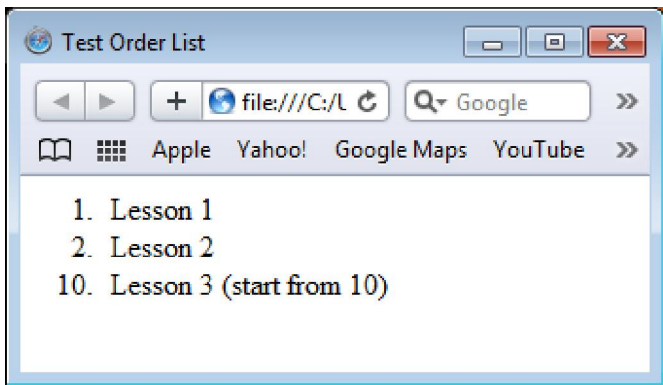 Test Order List
file:///C:/L
Google
Apple Yahoo! Google Maps YouTube
1. Lesson 1
2. Lesson 2
10. Lesson 3 (start from 10)